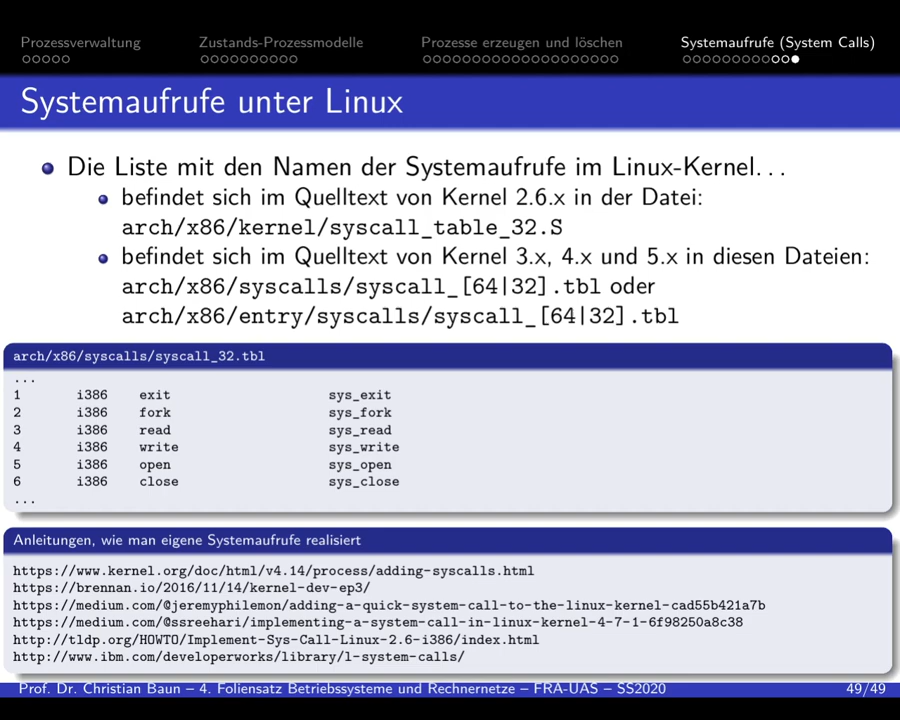 Prozessverwaltung Zustands-Prozessmodelle Prozesse erzeugen und löschen Systemaufrufe (System Calls)
Systemaufrufe unter Linux
Die Liste mit den Namen der Systemaufrufe im Linux-Kernel...
befindet sich im Quelltext von Kernel 2.6.x in der Datei:
arch/x86/kernel/syscall_table_32.S
befindet sich im Quelltext von Kernel 3.x, 4.x und 5.x in diesen Dateien:
arch/x86/syscalls/syscall_[64|32].tbl oder
arch/x86/entry/syscalls/syscall_[64|32].tbl
arch/x86/syscalls/syscall_32.tbl
...
1 i386 exit sys_exit
2 i386 fork sys_fork
3 i386 read sys_read
4 i386 write sys_write
5 i386 open sys_open
6 i386 close sys_close
...
Anleitungen, wie man eigene Systemaufrufe realisiert
https://www.kernel.org/doc/html/v4.14/process/adding-syscalls.html
https://brennan.io/2016/11/14/kernel-dev-ep3/
https://medium.com/@jeremyphilemon/adding-a-quick-system-call-to-the-linux-kernel-cad55b421a7b
https://medium.com/@ssreehari/implementing-a-system-call-in-linux-kernel-4-7-1-6f98250a8c38
http://tldp.org/HOWTO/Implement-Sys-Call-Linux-2.6-i386/index.html
http://www.ibm.com/developerworks/library/l-system-calls/
Prof. Dr. Christian Baun – 4. Foliensatz Betriebssysteme und Rechnernetze – FRA-UAS – SS2020 49/49